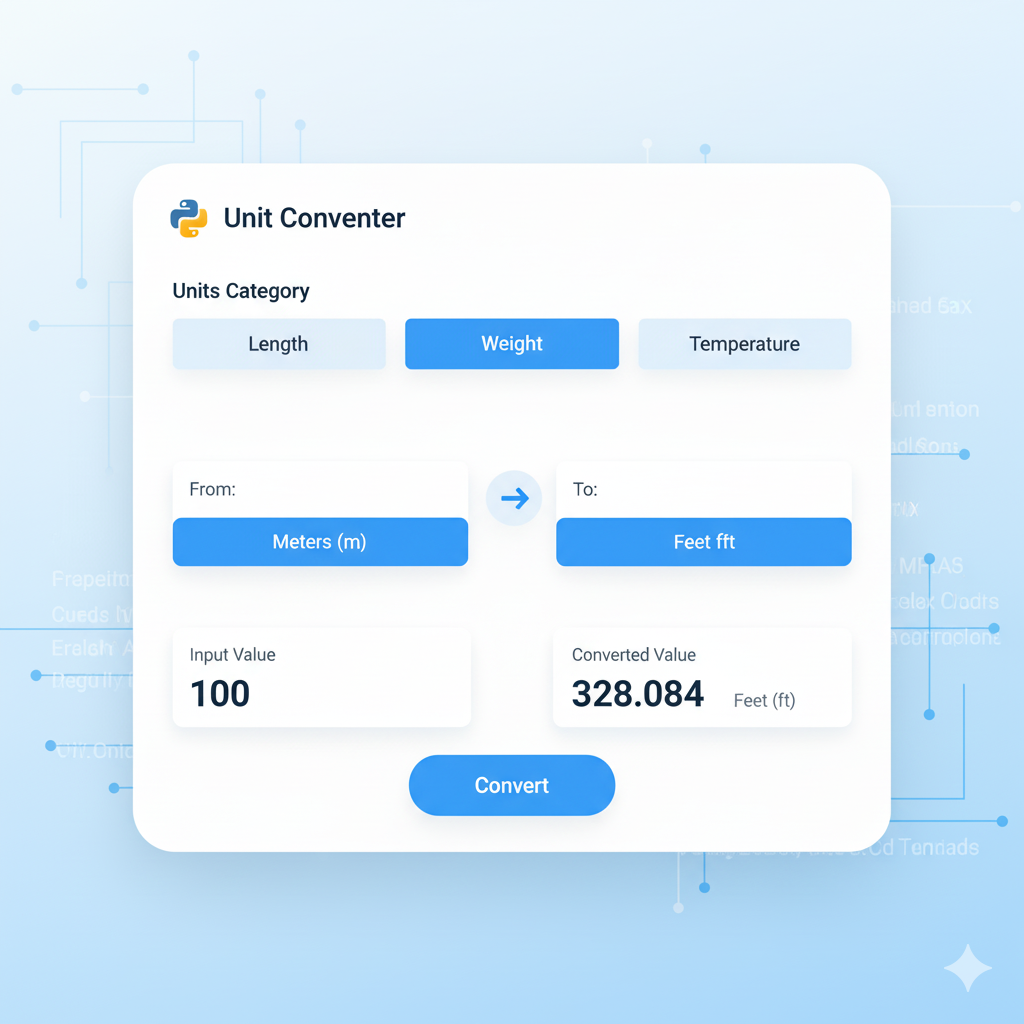 Unit Conventer
Units Category
Length Weight Temperature
From: To:
Meters (m) Feet fft
Input Value Converted Value
100 328.084 Feet (ft)
Convert